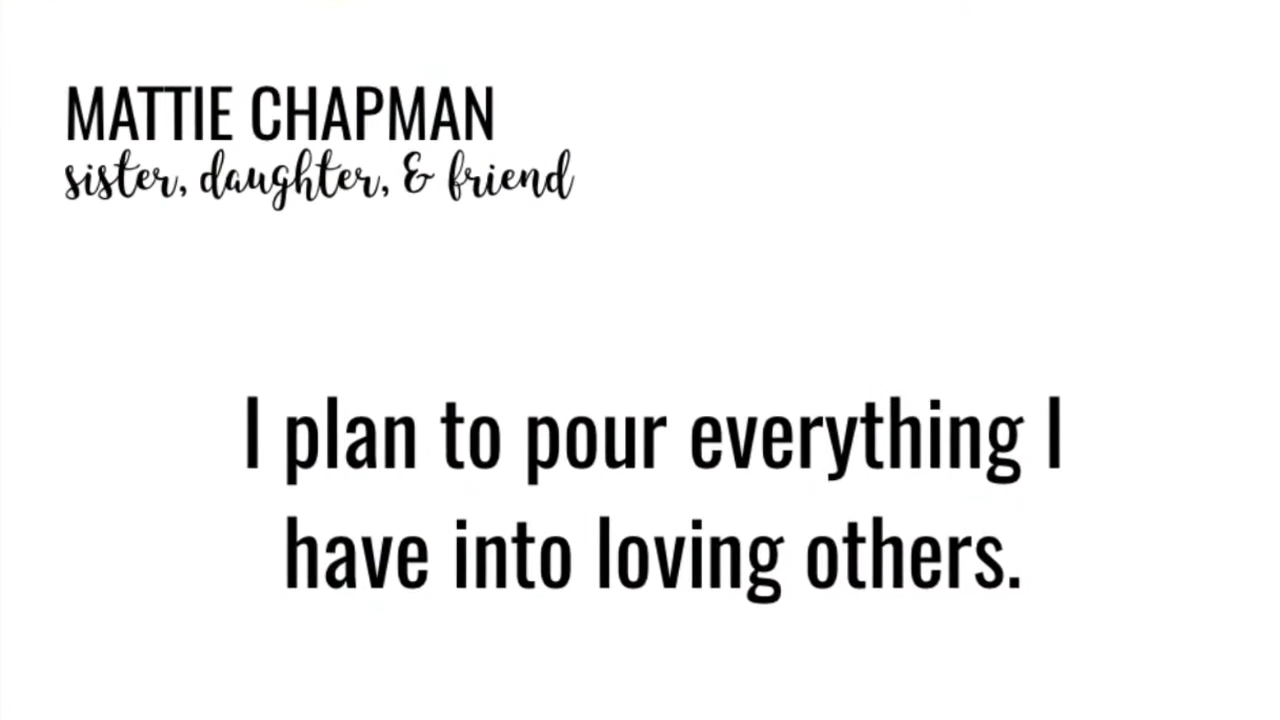 MATTIE CHAPMAN
sister, daughter, & friend
I plan to pour everything I
have into loving others.